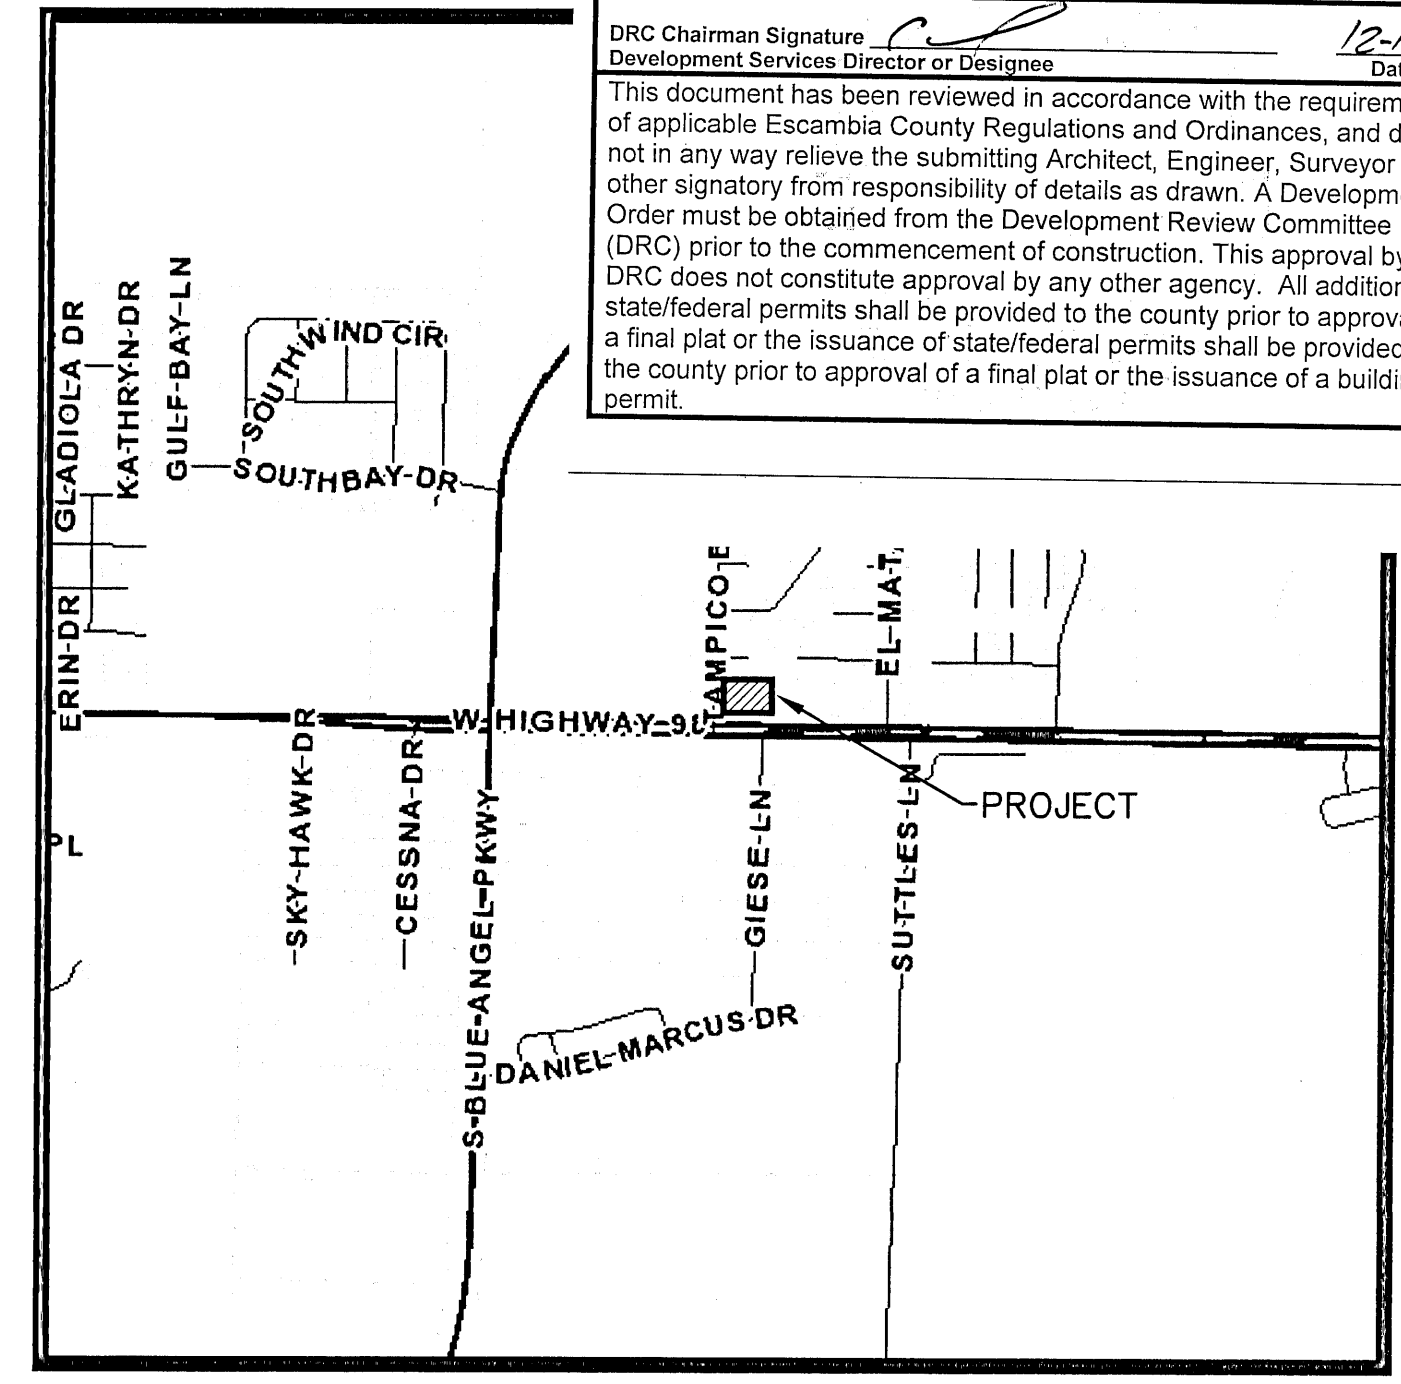 DRC Chairman Signature
12-
Development Services Director or Designee
Dat
This document has been reviewed in accordance with the requirem
of applicable Escambia County Regulations and Ordinances, and d
not in any way relieve the submitting Architect, Engineer, Surveyor
other signatory from responsibility of details as drawn. A Developm
Order must be obtained from the Development Review Committee
(DRC) prior to the commencement of construction. This approval by
DRC does not constitute approval by any other agency. All addition
state/federal permits shall be provided to the county prior to approva
a final plat or the issuance of state/federal permits shall be provided
the county prior to approval of a final plat or the issuance of a buildi
permit.
GLADIOLA DR
KATHRYN DR
GULF BAY LN
SOUTHWIND CIR
SOUTHBAY DR
ERIN DR
TAMPICO B
EL MAT
W HIGHWAY 98
PROJECT
PL
SKY HAWK DR
CESSNA DR
S BLUE ANGEL PKWY
GIESE LN
SUTTLES LN
DANIEL MARCUS DR